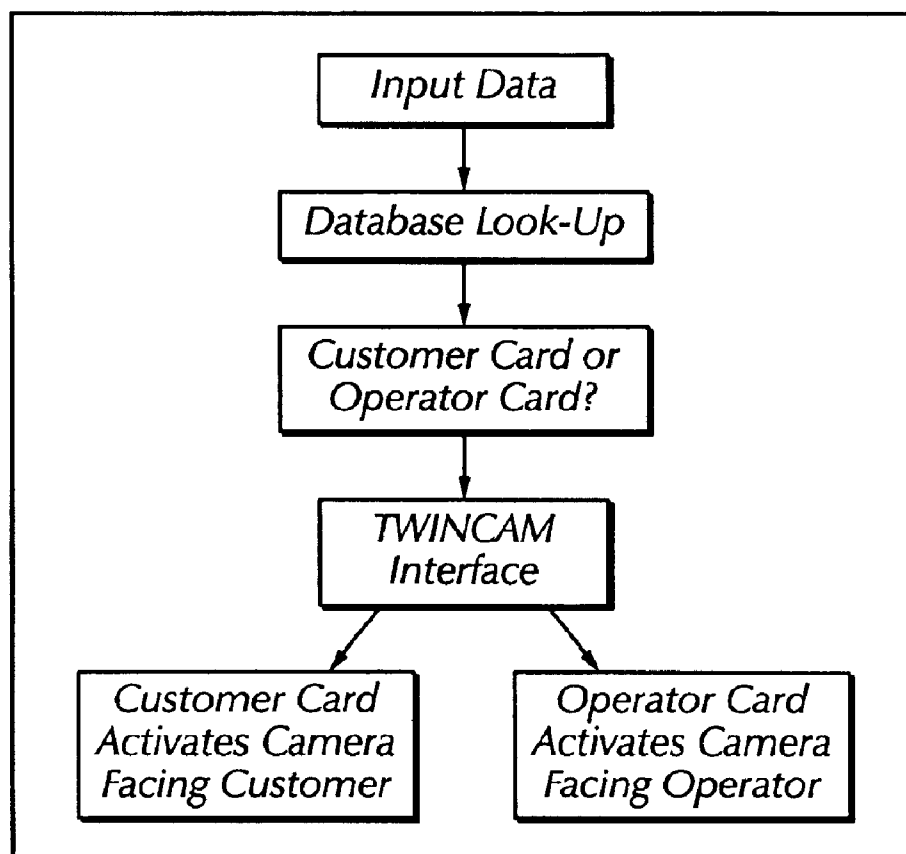 Input Data
Database Look-Up
Customer Card or
Operator Card?
TWINCAM
Interface
Customer Card
Activates Camera
Facing Customer
Operator Card
Activates Camera
Facing Operator